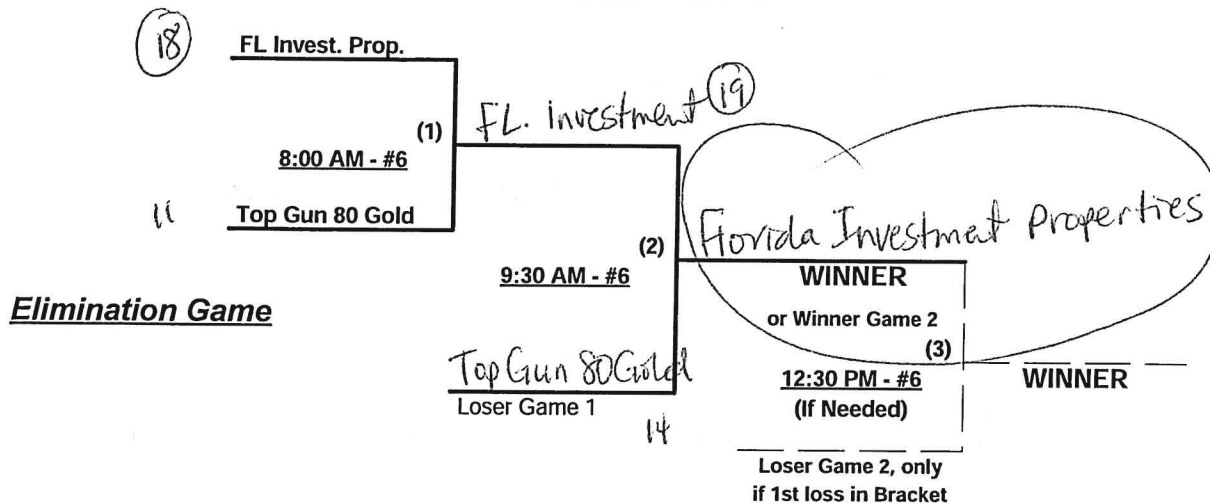 18 FL Invest. Prop.
FL. Investment 19
(1)
8:00 AM - #6
11 Top Gun 80 Gold
Florida Investment Properties
(2)
9:30 AM - #6
WINNER
Elimination Game
or Winner Game 2
(3)
Top Gun 80 Gold
12:30 PM - #6
WINNER
Loser Game 1
(If Needed)
14
Loser Game 2, only
if 1st loss in Bracket